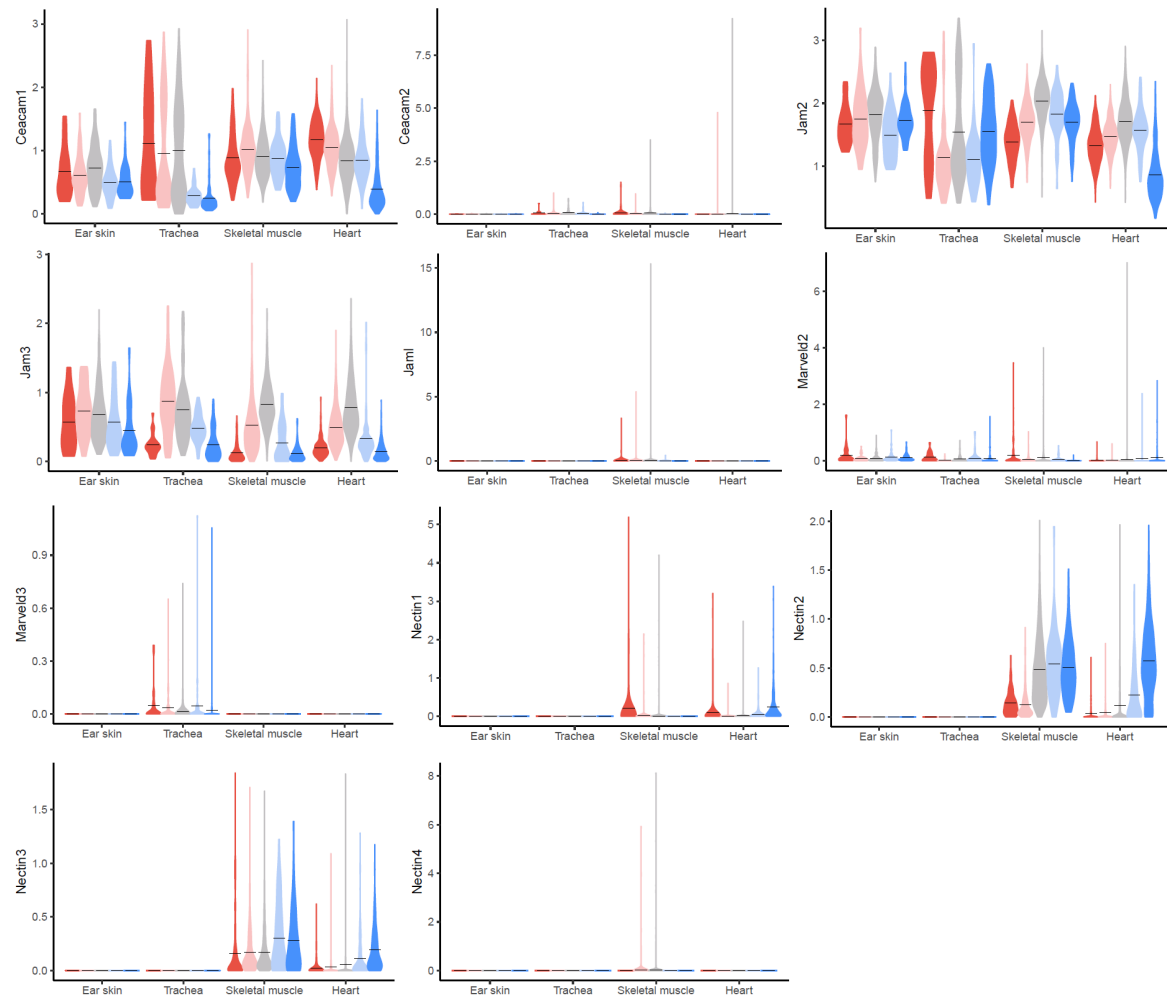 Ceacam1
3
2
1
0
Ear skin Trachea Skeletal muscle Heart
Ceacam2
7.5
5.0
2.5
0.0
Ear skin Trachea Skeletal muscle Heart
Jam2
3
2
1
Ear skin Trachea Skeletal muscle Heart
Jam3
3
2
1
0
Ear skin Trachea Skeletal muscle Heart
Jaml
15
10
5
0
Ear skin Trachea Skeletal muscle Heart
Marveld2
6
4
2
0
Ear skin Trachea Skeletal muscle Heart
Marveld3
0.9
0.6
0.3
0.0
Ear skin Trachea Skeletal muscle Heart
Nectin1
5
4
3
2
1
0
Ear skin Trachea Skeletal muscle Heart
Nectin2
2.0
1.5
1.0
0.5
0.0
Ear skin Trachea Skeletal muscle Heart
Nectin3
1.5
1.0
0.5
0.0
Ear skin Trachea Skeletal muscle Heart
Nectin4
8
6
4
2
0
Ear skin Trachea Skeletal muscle Heart